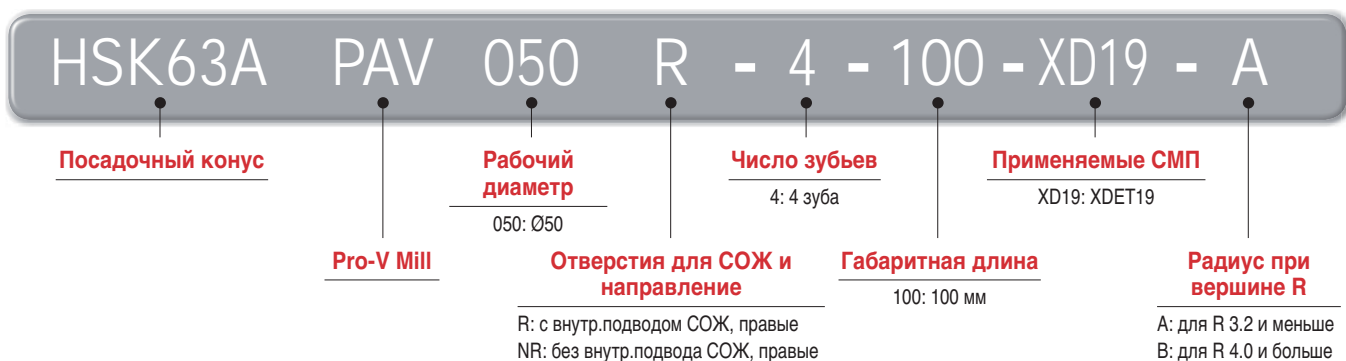 HSK63A PAV 050 R - 4 - 100 - XD19 - A
Посадочный конус
Рабочий
диаметр
050: Ø50
Число зубьев
4: 4 зуба
Применяемые СМП
XD19: XDET19
Pro-V Mill
Отверстия для СОЖ и
направление
R: с внутр.подводом СОЖ, правые
NR: без внутр.подвода СОЖ, правые
Габаритная длина
100: 100 мм
Радиус при
вершине R
A: для R 3.2 и меньше
B: для R 4.0 и больше